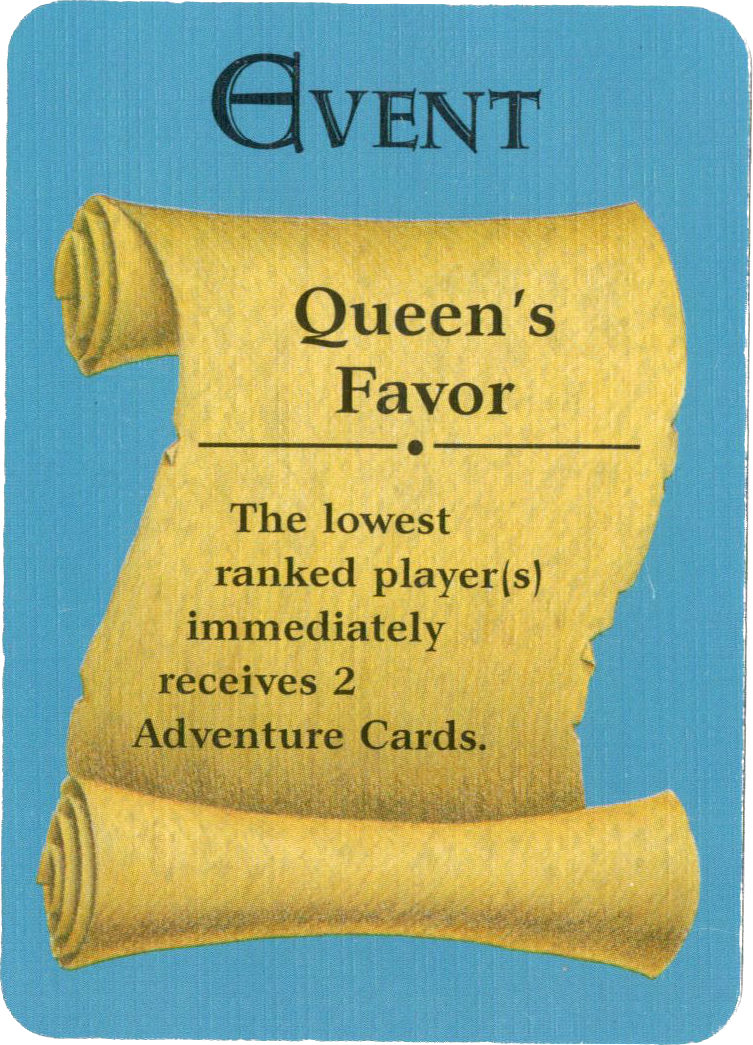 EVENT
Queen's
Favor
The lowest
ranked player(s)
immediately
receives 2
Adventure Cards.